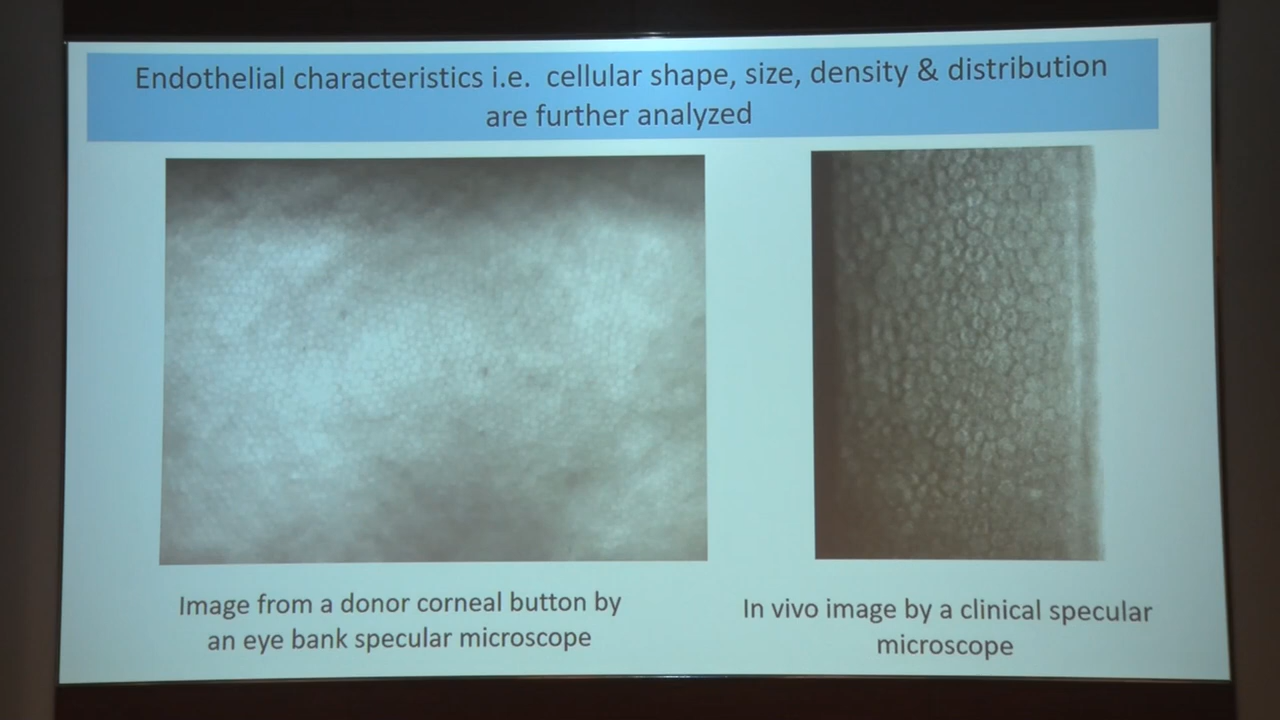 Endothelial characteristics i.e. cellular shape, size, density & distribution
are further analyzed
Image from a donor corneal button by
an eye bank specular microscope
In vivo image by a clinical specular
microscope